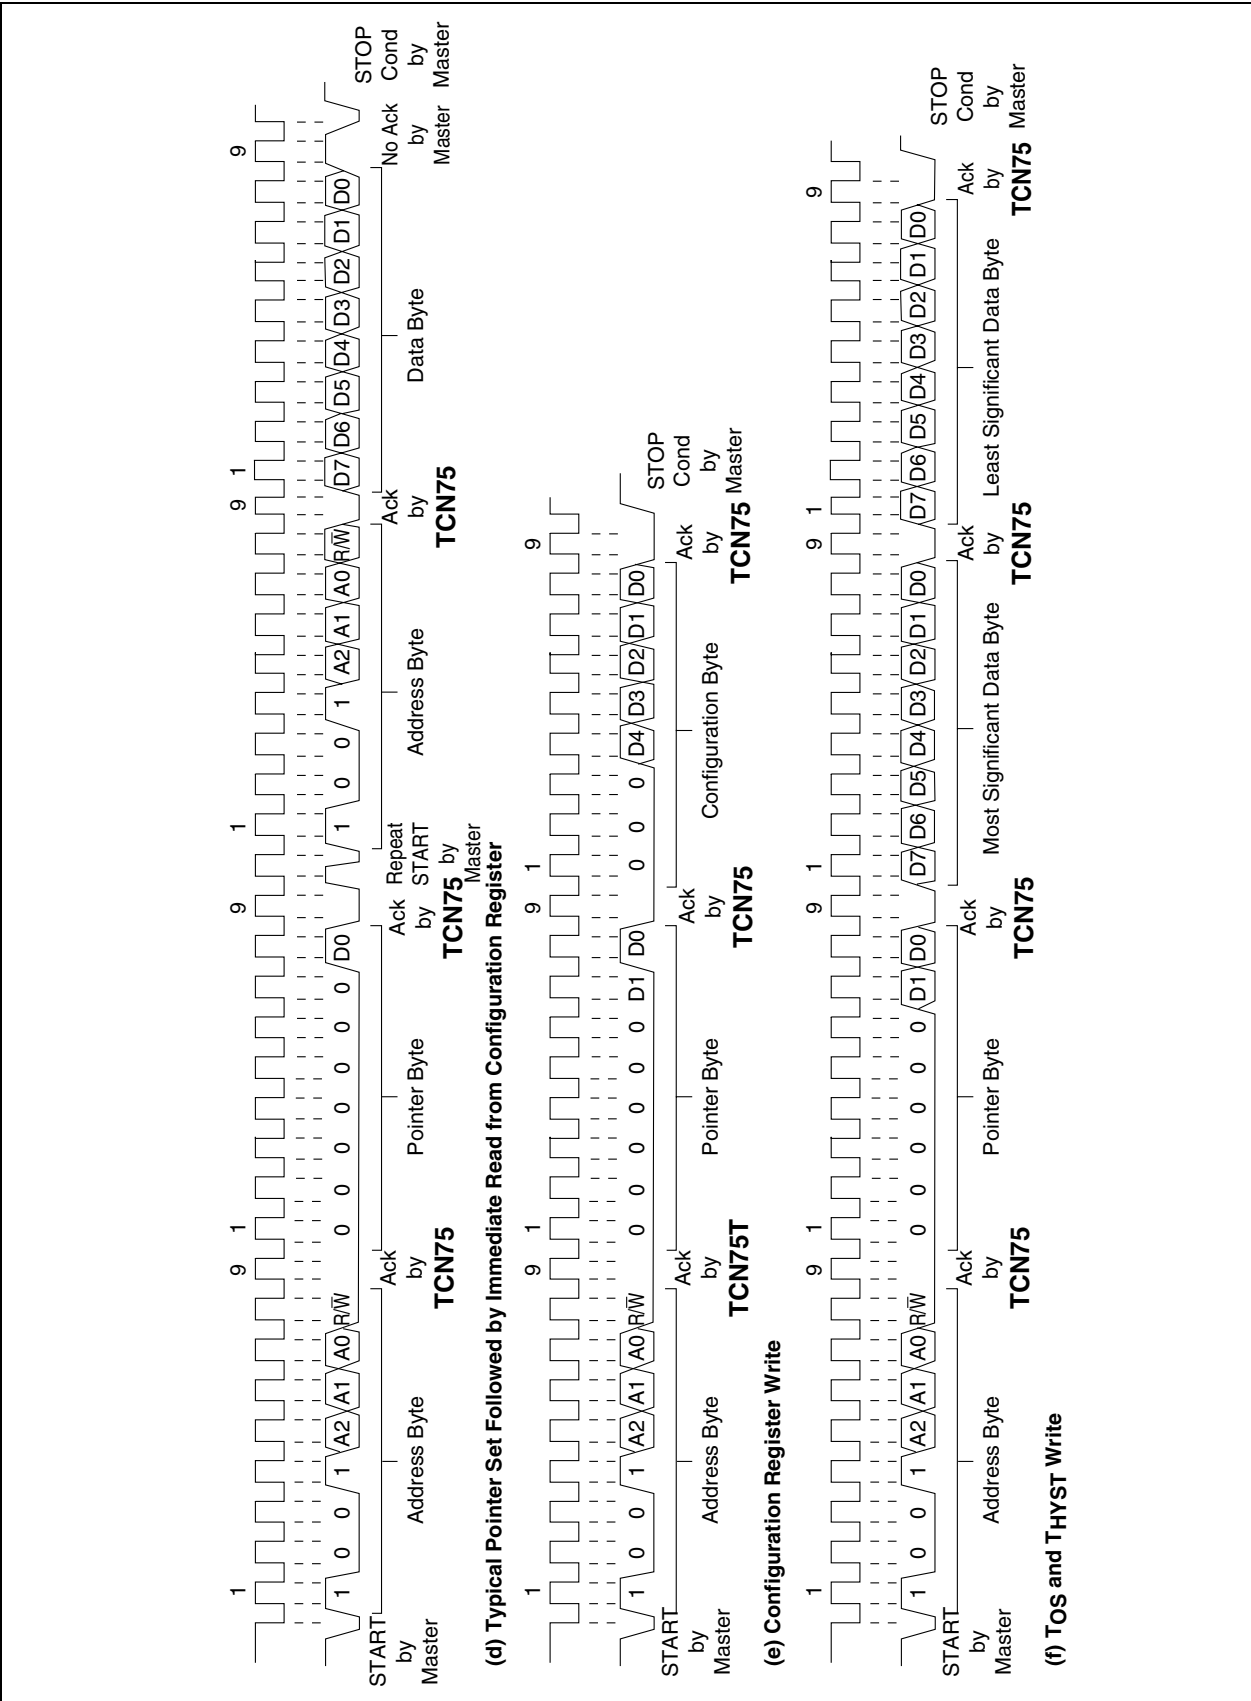 1 9 1 9 1 9 1 9
1 0 0 1 A2 A1 A0 R/W̅ 0 0 0 0 0 0 0 D0 1 0 0 1 A2 A1 A0 R/W̅ D7 D6 D5 D4 D3 D2 D1 D0
START
by
Master
Address Byte
Ack
by
TCN75
Pointer Byte
Ack
by
TCN75
Repeat
START
by
Master
Address Byte
Ack
by
TCN75
Data Byte
No Ack
by
Master
STOP
Cond
by
Master
(d) Typical Pointer Set Followed by Immediate Read from Configuration Register
1 9 1 9 1 9
1 0 0 1 A2 A1 A0 R/W̅ 0 0 0 0 0 0 D1 D0 0 0 0 D4 D3 D2 D1 D0
START
by
Master
Address Byte
Ack
by
TCN75T
Pointer Byte
Ack
by
TCN75
Configuration Byte
Ack
by
TCN75
STOP
Cond
by
Master
(e) Configuration Register Write
1 9 1 9 1 9 1 9
1 0 0 1 A2 A1 A0 R/W̅ 0 0 0 0 0 0 D1 D0 D7 D6 D5 D4 D3 D2 D1 D0 D7 D6 D5 D4 D3 D2 D1 D0
START
by
Master
Address Byte
Ack
by
TCN75
Pointer Byte
Ack
by
TCN75
Most Significant Data Byte
Ack
by
TCN75
Least Significant Data Byte
Ack
by
TCN75
STOP
Cond
by
Master
(f) TOS and THYST Write